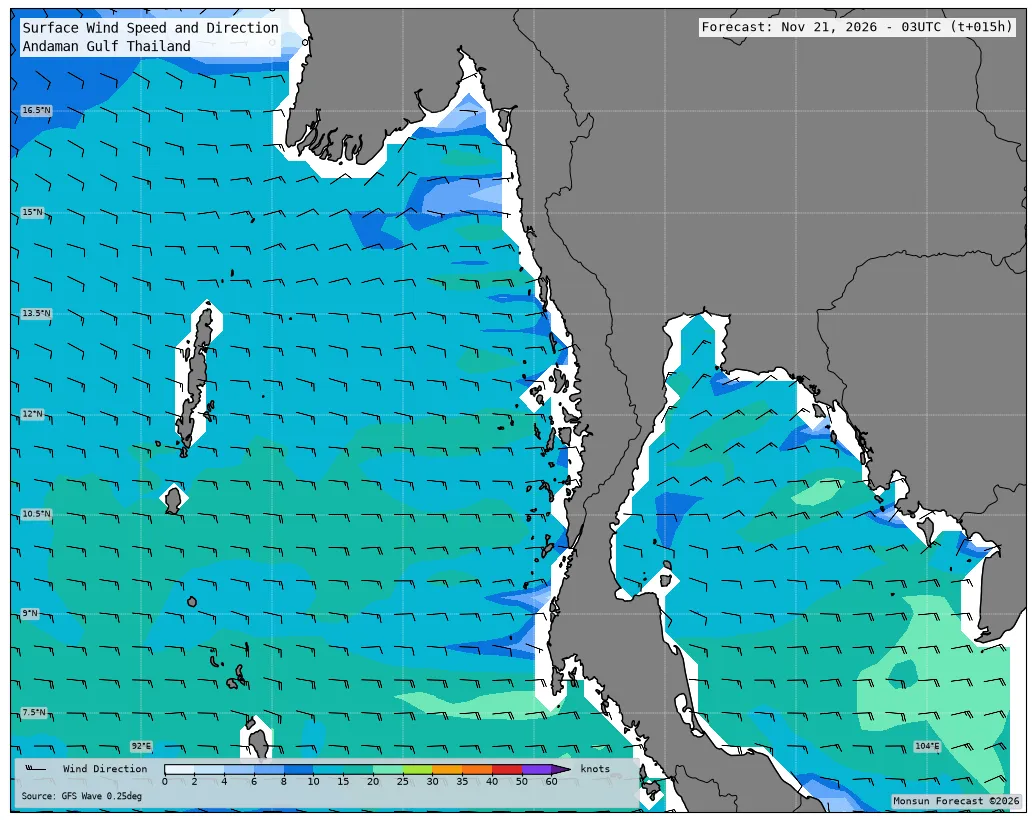 Surface Wind Speed and Direction
Andaman Gulf Thailand
Forecast: Nov 21, 2026 - 03UTC (t+015h)
16.5°N
15°N
13.5°N
12°N
10.5°N
9°N
7.5°N
92°E
104°E
Wind Direction
0 2 4 6 8 10 15 20 25 30 35 40 50 60 knots
Source: GFS Wave 0.25deg
Monsun Forecast ©2026